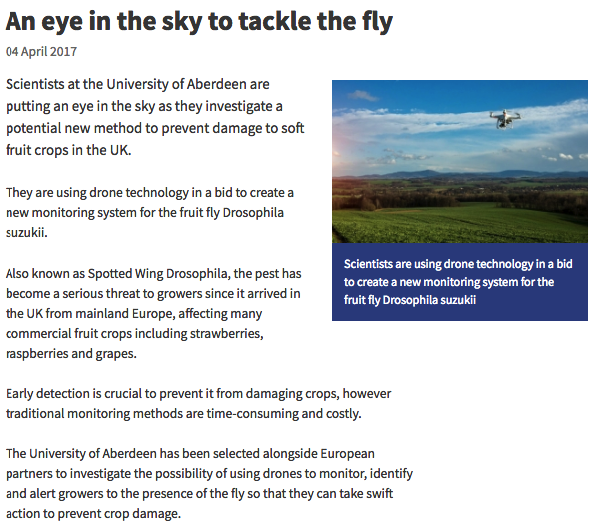 An eye in the sky to tackle the fly
04 April 2017
Scientists at the University of Aberdeen are
putting an eye in the sky as they investigate a
potential new method to prevent damage to soft
fruit crops in the UK.
They are using drone technology in a bid to create a
new monitoring system for the fruit fly Drosophila
suzukii.
Also known as Spotted Wing Drosophila, the pest has
become a serious threat to growers since it arrived in
the UK from mainland Europe, affecting many
commercial fruit crops including strawberries,
raspberries and grapes.
Scientists are using drone technology in a bid
to create a new monitoring system for the
fruit fly Drosophila suzukii
Early detection is crucial to prevent it from damaging crops, however
traditional monitoring methods are time-consuming and costly.
The University of Aberdeen has been selected alongside European
partners to investigate the possibility of using drones to monitor, identify
and alert growers to the presence of the fly so that they can take swift
action to prevent crop damage.